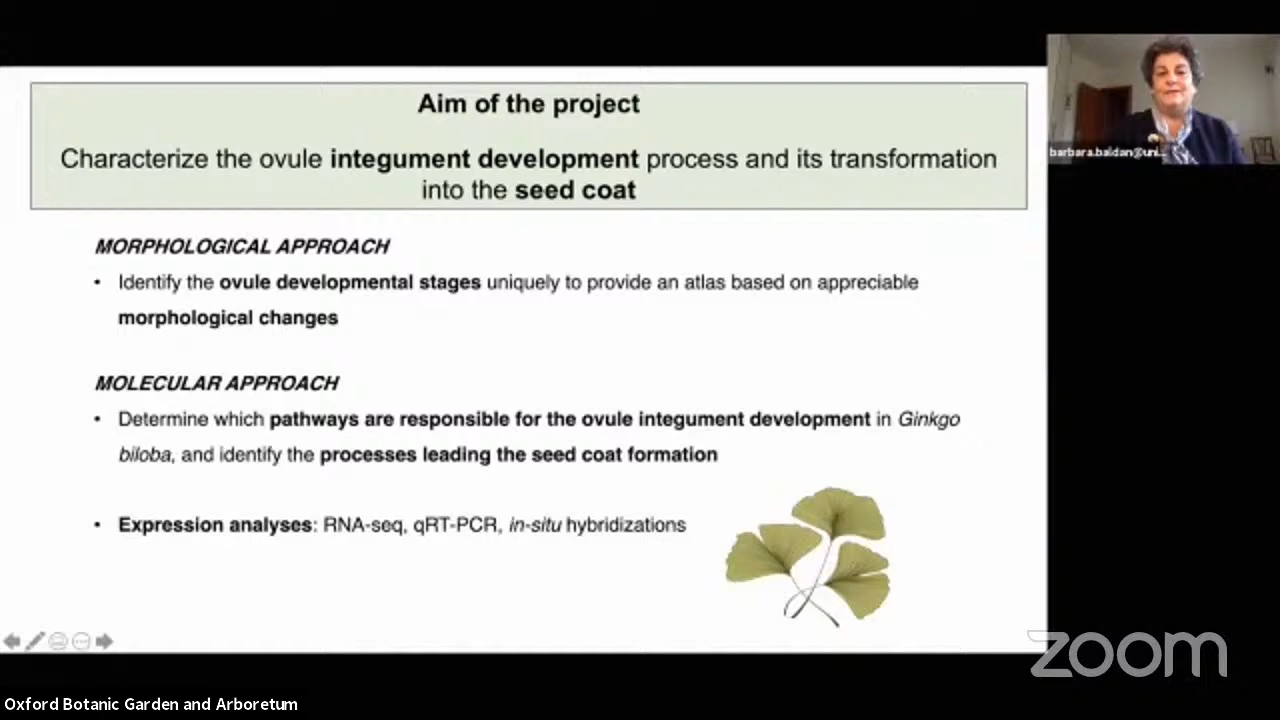 Aim of the project
Characterize the ovule integument development process and its transformation
into the seed coat
barbara.baldan@uni...
MORPHOLOGICAL APPROACH
• Identify the ovule developmental stages uniquely to provide an atlas based on appreciable
morphological changes
MOLECULAR APPROACH
• Determine which pathways are responsible for the ovule integument development in Ginkgo
biloba, and identify the processes leading the seed coat formation
• Expression analyses: RNA-seq, qRT-PCR, in-situ hybridizations
zoom
Oxford Botanic Garden and Arboretum